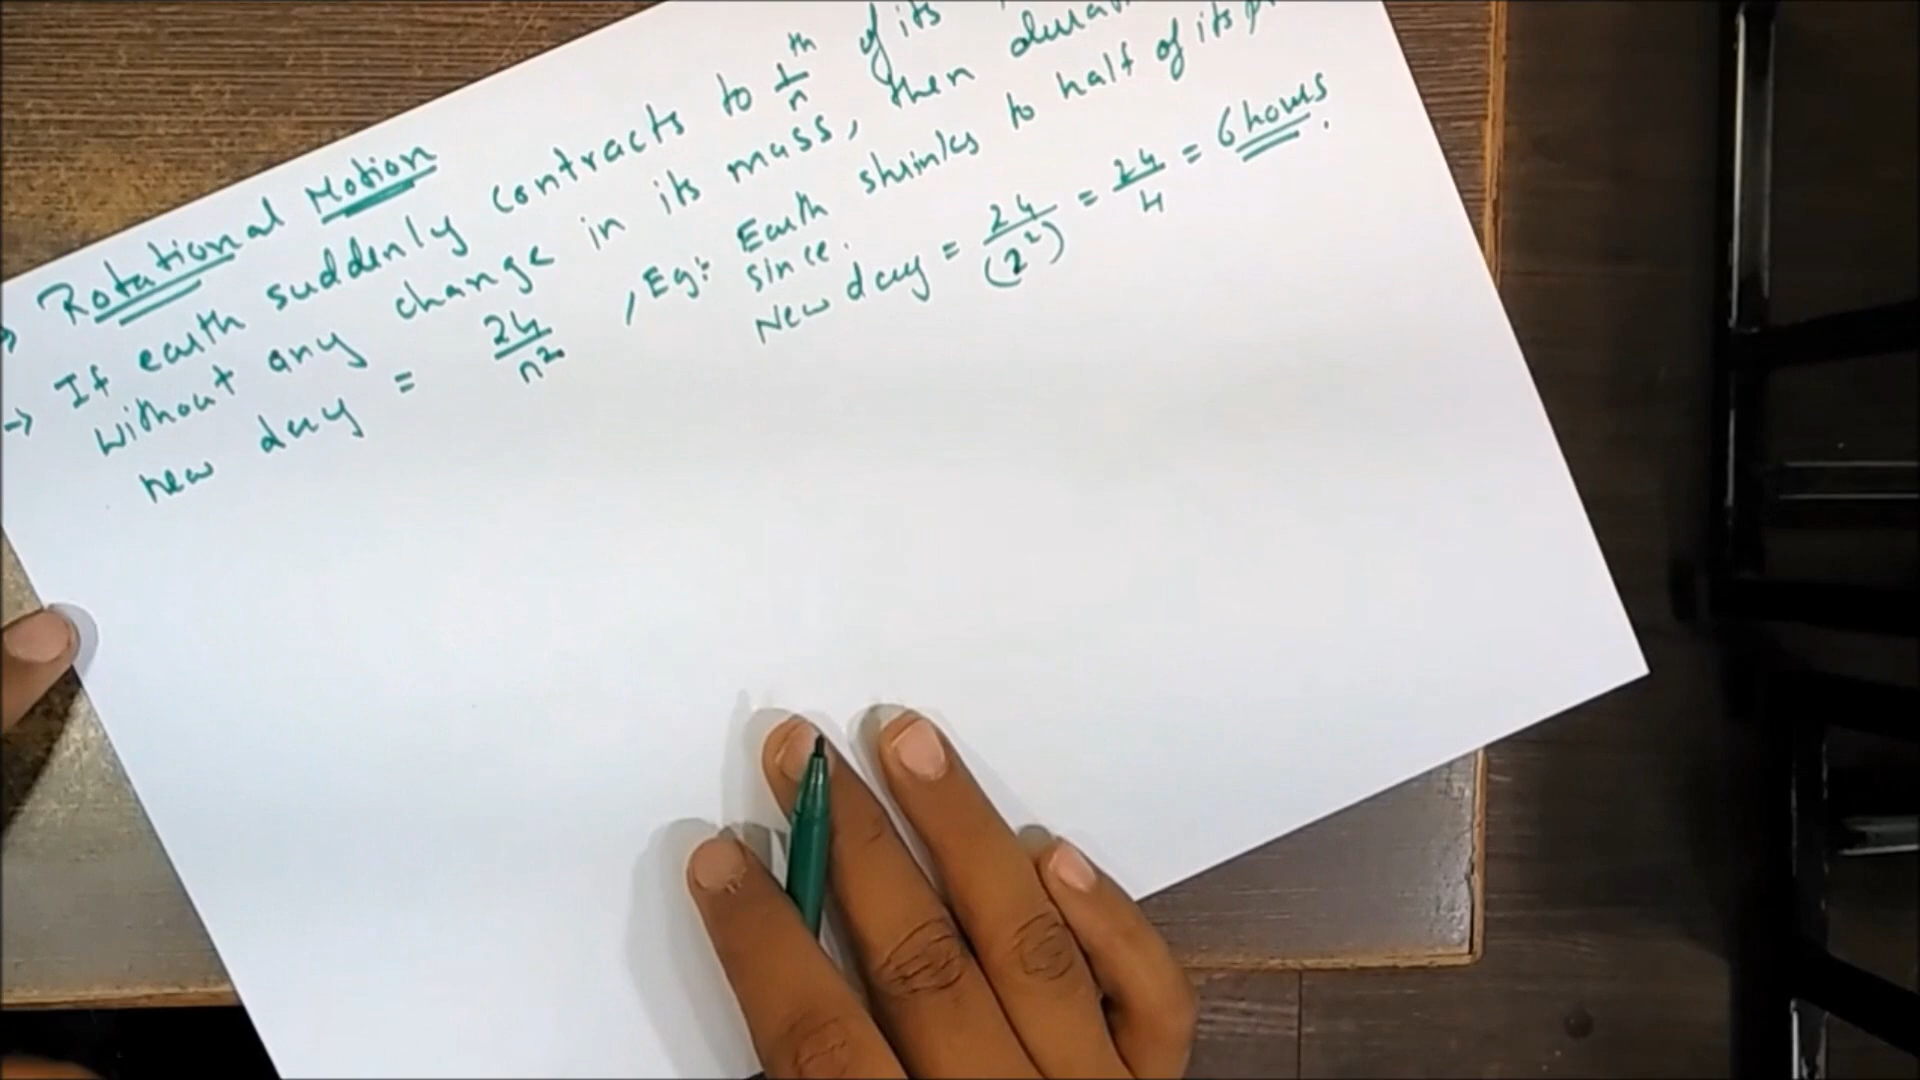 → Rotational Motion
→ If earth suddenly contracts to 1/n th of its
without any change in its mass, then
new day = 24/n², Eg:- Earth shrinks to half of its
since.
New day = 24/(2²) = 24/4 = 6 hours.